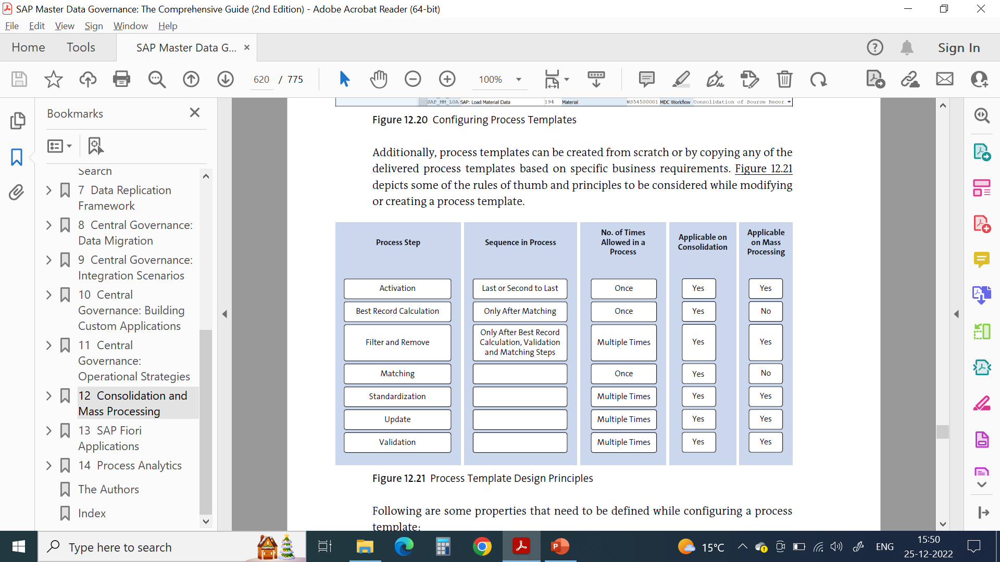 SAP Master Data Governance: The Comprehensive Guide (2nd Edition) - Adobe Acrobat Reader (64-bit)
File Edit View Sign Window Help
Home Tools SAP Master Data G... × Sign In
620 / 775 100%
Bookmarks
Search
7 Data Replication
Framework
8 Central Governance:
Data Migration
9 Central Governance:
Integration Scenarios
10 Central
Governance: Building
Custom Applications
11 Central
Governance:
Operational Strategies
12 Consolidation and
Mass Processing
13 SAP Fiori
Applications
14 Process Analytics
The Authors
Index
SAP_MM_LOA SAP: Load Material Data 194 Material WS54500001 MDC Workflow Consolidation of Source Recor.
Figure 12.20 Configuring Process Templates
Additionally, process templates can be created from scratch or by copying any of the
delivered process templates based on specific business requirements. Figure 12.21
depicts some of the rules of thumb and principles to be considered while modifying
or creating a process template.
Process Step
Sequence in Process
No. of Times
Allowed in a
Process
Applicable on
Consolidation
Applicable
on Mass
Processing
Activation Last or Second to Last Once Yes Yes
Best Record Calculation Only After Matching Once Yes No
Filter and Remove
Only After Best Record
Calculation, Validation
and Matching Steps
Multiple Times Yes Yes
Matching Once Yes No
Standardization Multiple Times Yes Yes
Update Multiple Times Yes Yes
Validation Multiple Times Yes Yes
Figure 12.21 Process Template Design Principles
Following are some properties that need to be defined while configuring a process
template:
Type here to search
15°C
ENG
15:50
25-12-2022